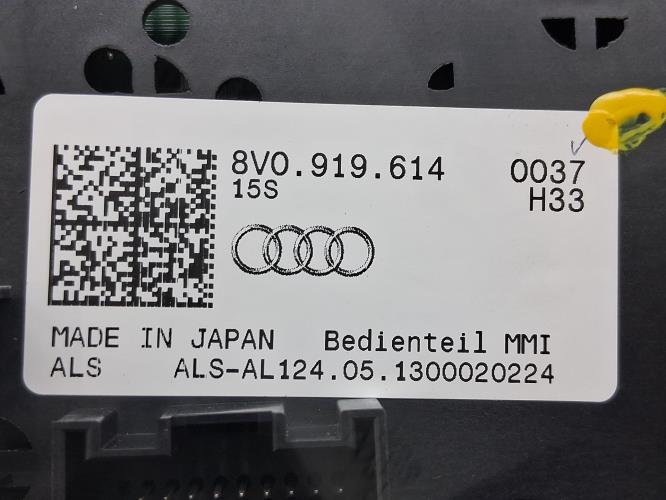 8V0.919.614 0037
15S H33
MADE IN JAPAN Bedienteil MMI
ALS ALS-AL124.05.1300020224